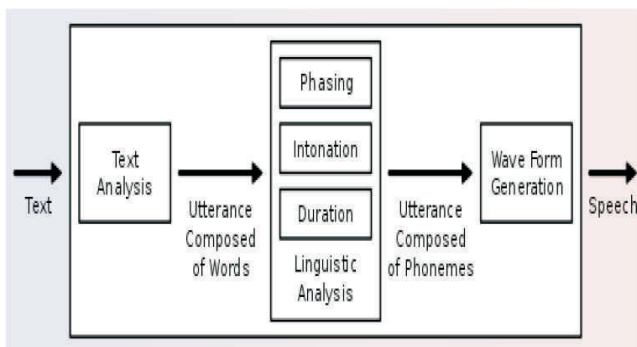 Text
Text
Analysis
Utterance
Composed
of Words
Phasing
Intonation
Duration
Linguistic
Analysis
Utterance
Composed
of Phonemes
Wave Form
Generation
Speech